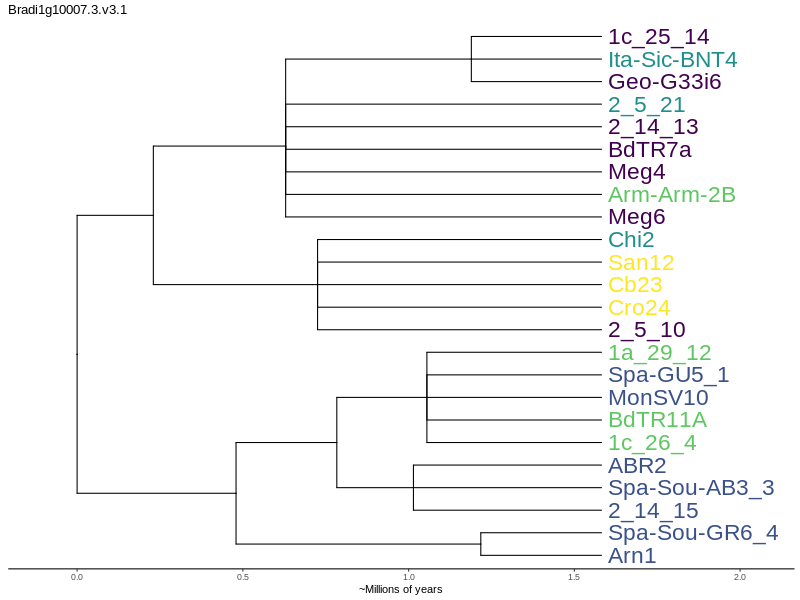 Bradi1g10007.3.v3.1
1c_25_14
Ita-Sic-BNT4
Geo-G33i6
2_5_21
2_14_13
BdTR7a
Meg4
Arm-Arm-2B
Meg6
Chi2
San12
Cb23
Cro24
2_5_10
1a_29_12
Spa-GU5_1
MonSV10
BdTR11A
1c_26_4
ABR2
Spa-Sou-AB3_3
2_14_15
Spa-Sou-GR6_4
Arn1
0.0 0.5 1.0 1.5 2.0
~Millions of years